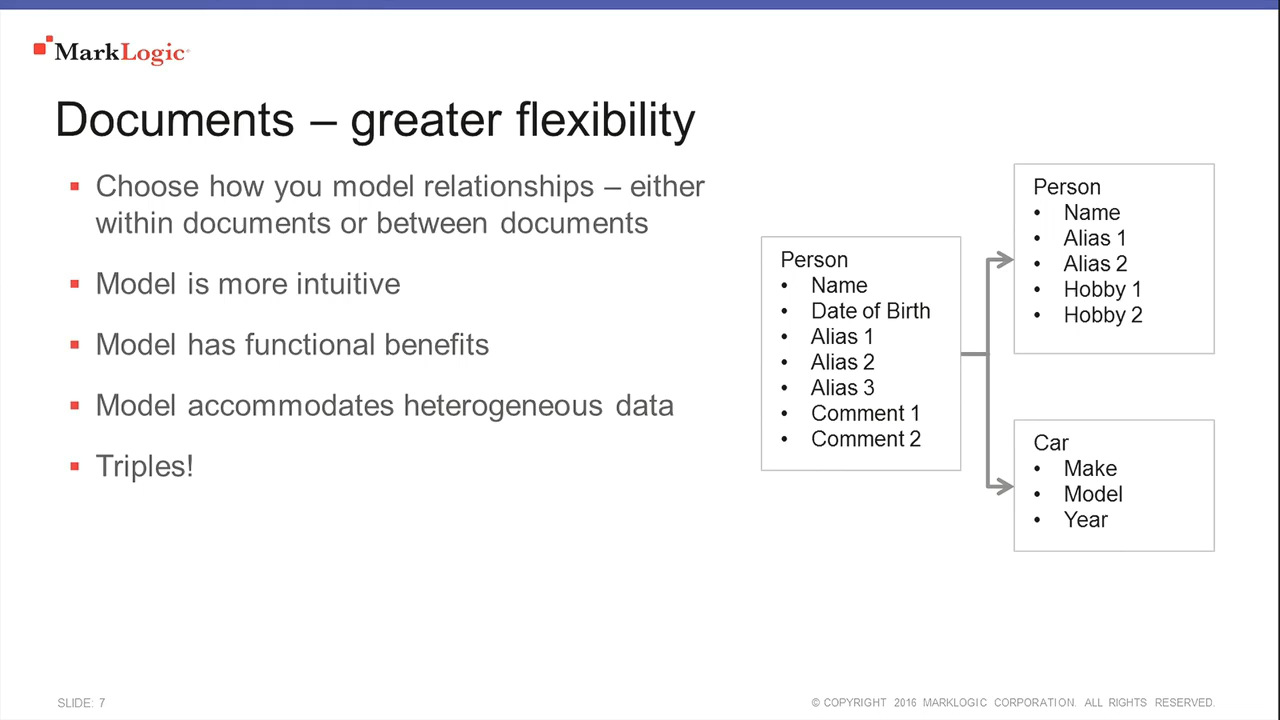 MarkLogic
Documents – greater flexibility
▪ Choose how you model relationships – either
within documents or between documents
▪ Model is more intuitive
▪ Model has functional benefits
▪ Model accommodates heterogeneous data
▪ Triples!
Person
• Name
• Date of Birth
• Alias 1
• Alias 2
• Alias 3
• Comment 1
• Comment 2
Person
• Name
• Alias 1
• Alias 2
• Hobby 1
• Hobby 2
Car
• Make
• Model
• Year
SLIDE: 7
© COPYRIGHT 2016 MARKLOGIC CORPORATION. ALL RIGHTS RESERVED.